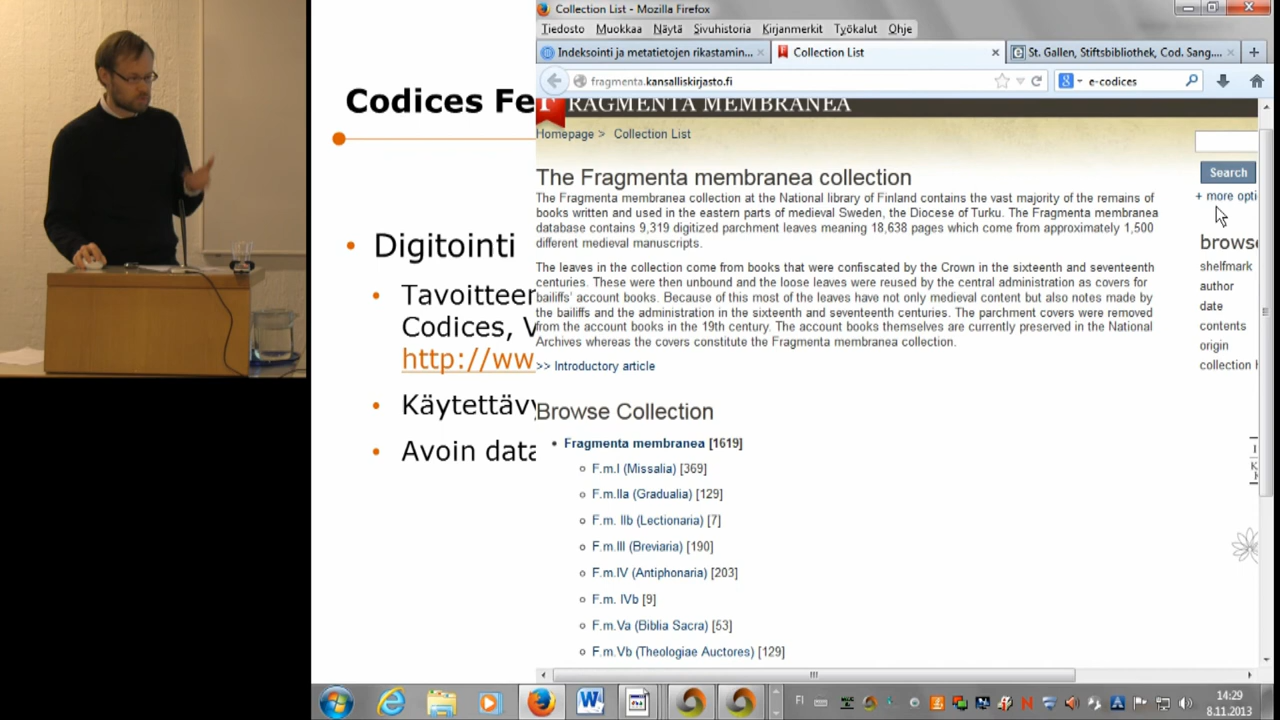 Codices Fe
Digitointi
Tavoitteen
Codices, V
http://ww
Käytettävy
Avoin data
Collection List - Mozilla Firefox
Tiedosto Muokkaa Näytä Sivuhistoria Kirjanmerkit Työkalut Ohje
Indeksointi ja metatietojen rikastamin...
Collection List
St. Gallen, Stiftsbibliothek, Cod. Sang....
fragmenta.kansalliskirjasto.fi
e-codices
FRAGMENTA MEMBRANEA
Homepage > Collection List
The Fragmenta membranea collection
The Fragmenta membranea collection at the National library of Finland contains the vast majority of the remains of
books written and used in the eastern parts of medieval Sweden, the Diocese of Turku. The Fragmenta membranea
database contains 9,319 digitized parchment leaves meaning 18,638 pages which come from approximately 1,500
different medieval manuscripts.
The leaves in the collection come from books that were confiscated by the Crown in the sixteenth and seventeenth
centuries. These were then unbound and the loose leaves were reused by the central administration as covers for
bailiffs' account books. Because of this most of the leaves have not only medieval content but also notes made by
the bailiffs and the administration in the sixteenth and seventeenth centuries. The parchment covers were removed
from the account books in the 19th century. The account books themselves are currently preserved in the National
Archives whereas the covers constitute the Fragmenta membranea collection.
>> Introductory article
Browse Collection
Fragmenta membranea [1619]
F.m.I (Missalia) [369]
F.m.IIa (Gradualia) [129]
F.m. IIb (Lectionaria) [7]
F.m.III (Breviaria) [190]
F.m.IV (Antiphonaria) [203]
F.m. IVb [9]
F.m.Va (Biblia Sacra) [53]
F.m.Vb (Theologiae Auctores) [129]
Search
+ more opti
browse
shelfmark
author
date
contents
origin
collection h
FI
14:29
8.11.2013